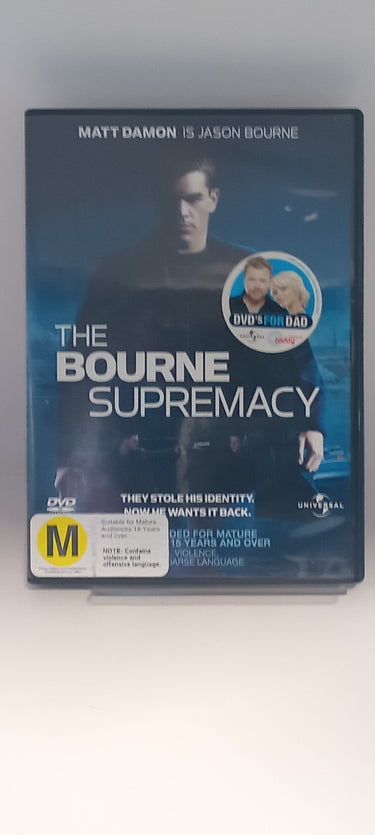 MATT DAMON IS JASON BOURNE
DVD'S FOR DAD
THE
BOURNE
SUPREMACY
THEY STOLE HIS IDENTITY.
NOW HE WANTS IT BACK.
DVD
UNIVERSAL
M
Suitable for Mature
Audiences 16 Years
and over.
NOTE: Contains
violence and
offensive language.
DED FOR MATURE
15 YEARS AND OVER
VIOLENCE,
OARSE LANGUAGE